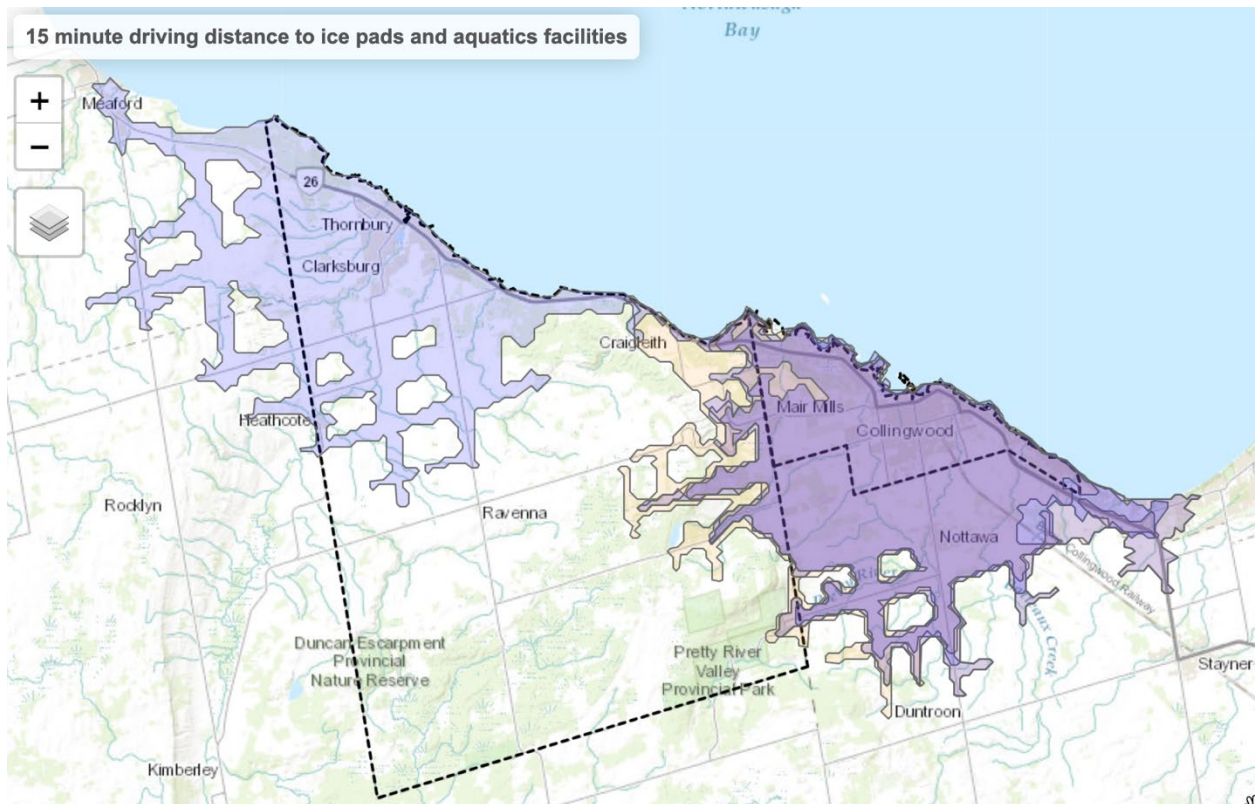 15 minute driving distance to ice pads and aquatics facilities
Bay
+
−
Meaford
26
Thornbury
Clarksburg
Craigleith
Mair Mills
Collingwood
Heathcote
Rocklyn
Ravenna
Nottawa
Collingwood Railway
Duncan Escarpment
Provincial
Nature Reserve
Pretty River
Valley
Provincial Park
Stayner
Duntroon
Kimberley